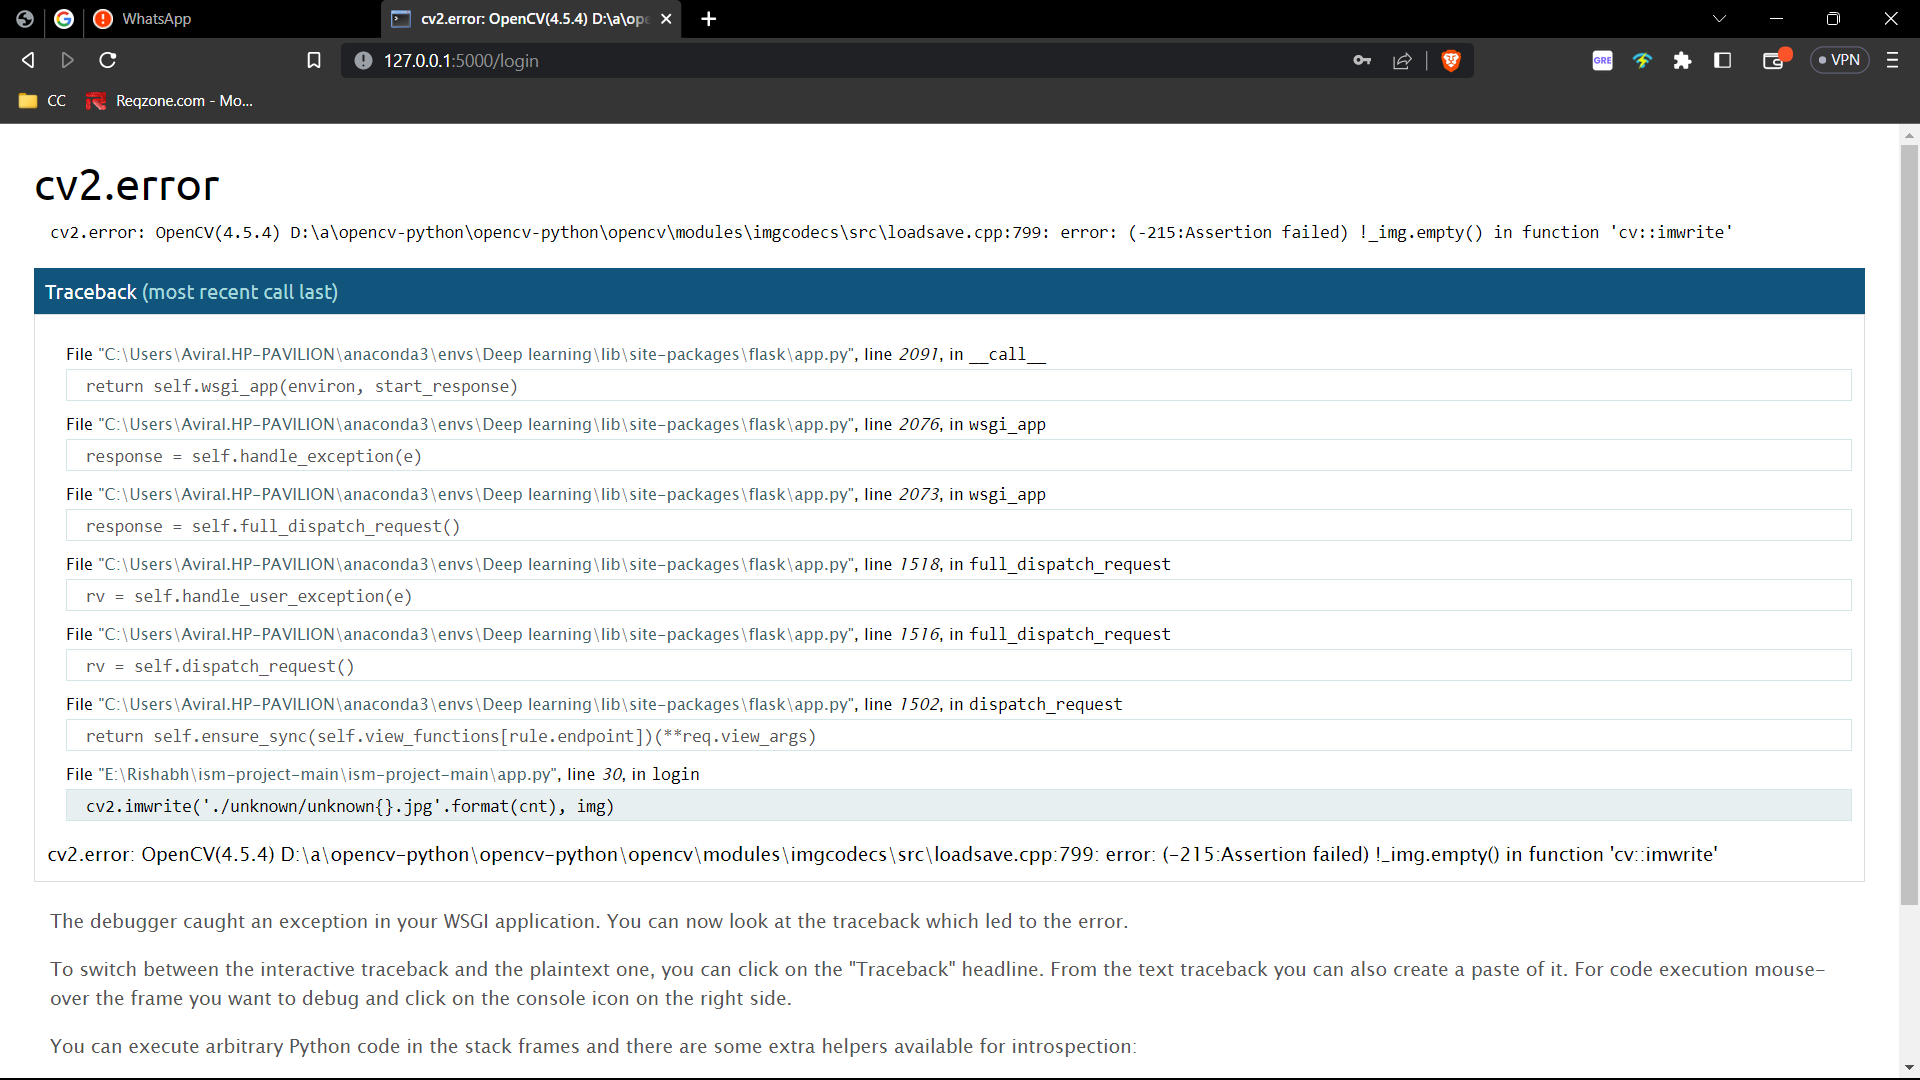 WhatsApp
cv2.error: OpenCV(4.5.4) D:\a\ope
127.0.0.1:5000/login
GRE
VPN
CC
Reqzone.com - Mo...
cv2.error
cv2.error: OpenCV(4.5.4) D:\a\opencv-python\opencv-python\opencv\modules\imgcodecs\src\loadsave.cpp:799: error: (-215:Assertion failed) !_img.empty() in function 'cv::imwrite'
Traceback (most recent call last)
File "C:\Users\Aviral.HP-PAVILION\anaconda3\envs\Deep learning\lib\site-packages\flask\app.py", line 2091, in __call__
return self.wsgi_app(environ, start_response)
File "C:\Users\Aviral.HP-PAVILION\anaconda3\envs\Deep learning\lib\site-packages\flask\app.py", line 2076, in wsgi_app
response = self.handle_exception(e)
File "C:\Users\Aviral.HP-PAVILION\anaconda3\envs\Deep learning\lib\site-packages\flask\app.py", line 2073, in wsgi_app
response = self.full_dispatch_request()
File "C:\Users\Aviral.HP-PAVILION\anaconda3\envs\Deep learning\lib\site-packages\flask\app.py", line 1518, in full_dispatch_request
rv = self.handle_user_exception(e)
File "C:\Users\Aviral.HP-PAVILION\anaconda3\envs\Deep learning\lib\site-packages\flask\app.py", line 1516, in full_dispatch_request
rv = self.dispatch_request()
File "C:\Users\Aviral.HP-PAVILION\anaconda3\envs\Deep learning\lib\site-packages\flask\app.py", line 1502, in dispatch_request
return self.ensure_sync(self.view_functions[rule.endpoint])(**req.view_args)
File "E:\Rishabh\ism-project-main\ism-project-main\app.py", line 30, in login
cv2.imwrite('./unknown/unknown{}.jpg'.format(cnt), img)
cv2.error: OpenCV(4.5.4) D:\a\opencv-python\opencv-python\opencv\modules\imgcodecs\src\loadsave.cpp:799: error: (-215:Assertion failed) !_img.empty() in function 'cv::imwrite'
The debugger caught an exception in your WSGI application. You can now look at the traceback which led to the error.
To switch between the interactive traceback and the plaintext one, you can click on the "Traceback" headline. From the text traceback you can also create a paste of it. For code execution mouse-
over the frame you want to debug and click on the console icon on the right side.
You can execute arbitrary Python code in the stack frames and there are some extra helpers available for introspection: